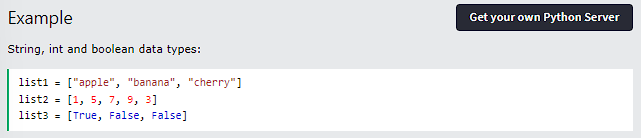 Example
Get your own Python Server
String, int and boolean data types:
list1 = ["apple", "banana", "cherry"]
list2 = [1, 5, 7, 9, 3]
list3 = [True, False, False]